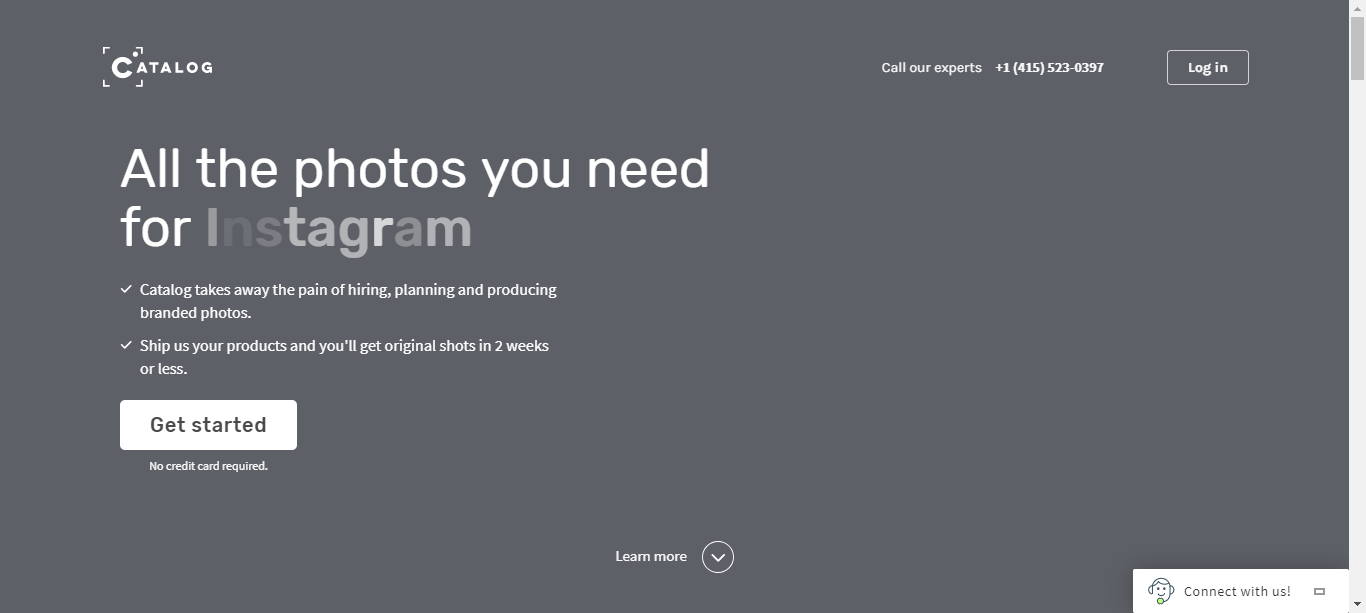 CATALOG
Call our experts +1 (415) 523-0397
Log in
All the photos you need
for Instagram
Catalog takes away the pain of hiring, planning and producing
branded photos.
Ship us your products and you'll get original shots in 2 weeks
or less.
Get started
No credit card required.
Learn more
Connect with us!